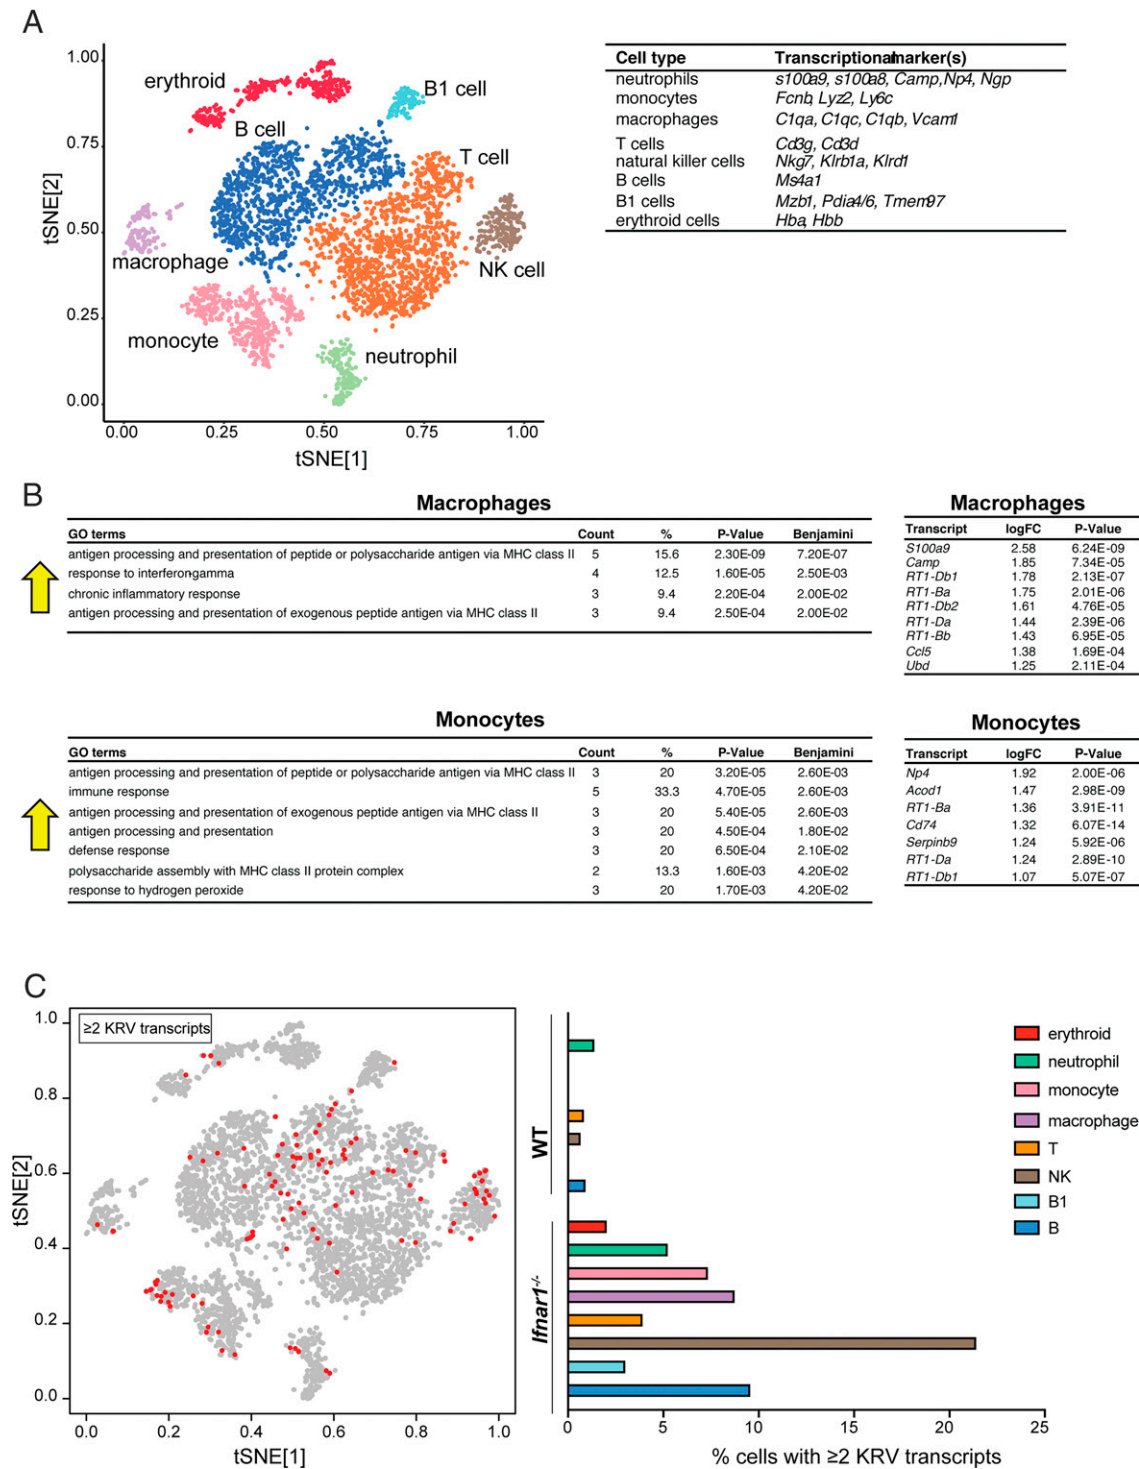 A
1.00
0.75
0.50
0.25
0.00
tSNE[2]
0.00 0.25 0.50 0.75 1.00
tSNE[1]
erythroid
B1 cell
B cell
T cell
macrophage
NK cell
monocyte
neutrophil
Cell type Transcriptional marker(s)
neutrophils s100a9, s100a8, Camp, Np4, Ngp
monocytes Fcnb, Lyz2, Ly6c
macrophages C1qa, C1qc, C1qb, Vcam1
T cells Cd3g, Cd3d
natural killer cells Nkg7, Klrb1a, Klrd1
B cells Ms4a1
B1 cells Mzb1, Pdia4/6, Tmem97
erythroid cells Hba, Hbb
B
Macrophages
GO terms Count % P-Value Benjamini
antigen processing and presentation of peptide or polysaccharide antigen via MHC class II 5 15.6 2.30E-09 7.20E-07
response to interferon-gamma 4 12.5 1.60E-05 2.50E-03
chronic inflammatory response 3 9.4 2.20E-04 2.00E-02
antigen processing and presentation of exogenous peptide antigen via MHC class II 3 9.4 2.50E-04 2.00E-02
Macrophages
Transcript logFC P-Value
S100a9 2.58 6.24E-09
Camp 1.85 7.34E-05
RT1-Db1 1.78 2.13E-07
RT1-Ba 1.75 2.01E-06
RT1-Db2 1.61 4.76E-05
RT1-Da 1.44 2.39E-06
RT1-Bb 1.43 6.95E-05
Ccl5 1.38 1.69E-04
Ubd 1.25 2.11E-04
Monocytes
GO terms Count % P-Value Benjamini
antigen processing and presentation of peptide or polysaccharide antigen via MHC class II 3 20 3.20E-05 2.60E-03
immune response 5 33.3 4.70E-05 2.60E-03
antigen processing and presentation of exogenous peptide antigen via MHC class II 3 20 5.40E-05 2.60E-03
antigen processing and presentation 3 20 4.50E-04 1.80E-02
defense response 3 20 6.50E-04 2.10E-02
polysaccharide assembly with MHC class II protein complex 2 13.3 1.60E-03 4.20E-02
response to hydrogen peroxide 3 20 1.70E-03 4.20E-02
Monocytes
Transcript logFC P-Value
Np4 1.92 2.00E-06
Acod1 1.47 2.98E-09
RT1-Ba 1.36 3.91E-11
Cd74 1.32 6.07E-14
Serpinb9 1.24 5.92E-06
RT1-Da 1.24 2.89E-10
RT1-Db1 1.07 5.07E-07
C
≥2 KRV transcripts
1.0
0.8
0.6
0.4
0.2
0.0
tSNE[2]
0.0 0.2 0.4 0.6 0.8 1.0
tSNE[1]
WT
Ifnar1-/-
0 5 10 15 20 25
% cells with ≥2 KRV transcripts
erythroid
neutrophil
monocyte
macrophage
T
NK
B1
B